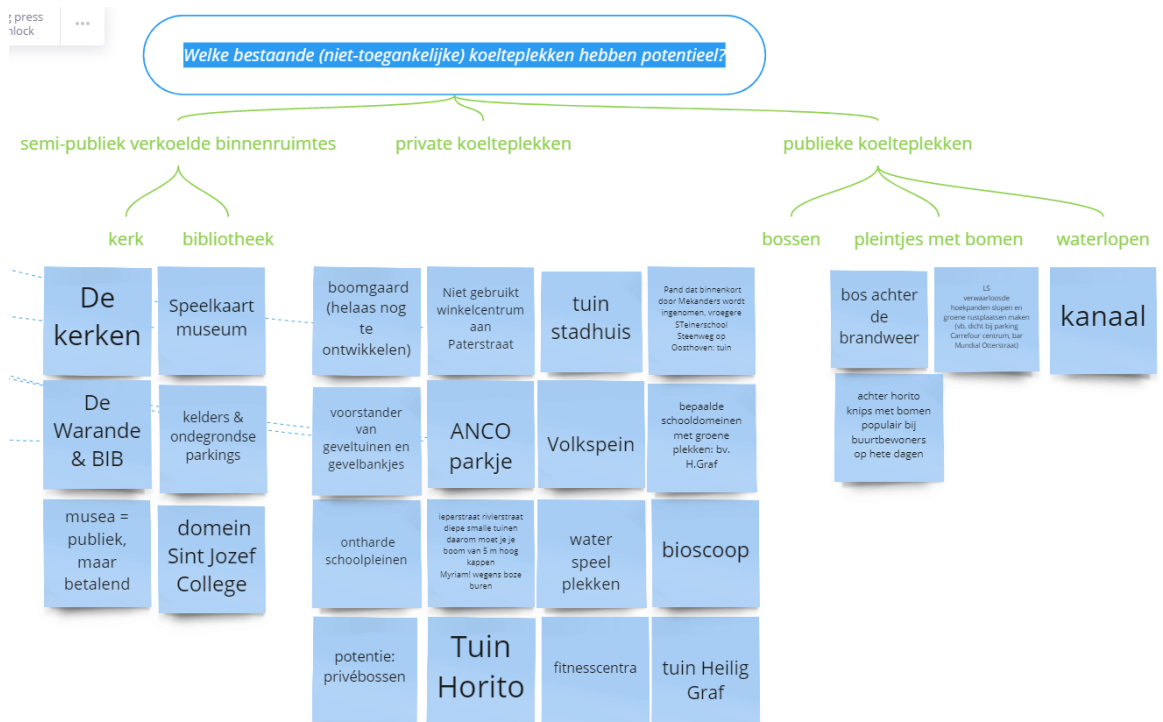 g press
nlock
...
Welke bestaande (niet-toegankelijke) koelteplekken hebben potentieel?
semi-publiek verkoelde binnenruimtes
private koelteplekken
publieke koelteplekken
kerk
bibliotheek
bossen
pleintjes met bomen
waterlopen
De
kerken
Speelkaart
museum
boomgaard
(helaas nog
te
ontwikkelen)
Niet gebruikt
winkelcentrum
aan
Paterstraat
tuin
stadhuis
Pand dat binnenkort
door Mekanders wordt
ingenomen, vroegere
STeinerschool
Steenweg op
Oosthoven: tuin
bos achter
de
brandweer
LS
verwaarloosde
hoekpanden slopen en
groene rustplaatsen maken
(vb. dicht bij parking
Carrefour centrum, bar
Mundial Otterstraat)
kanaal
De
Warande
& BIB
kelders &
ondegrondse
parkings
voorstander
van
geveltuinen en
gevelbankjes
ANCO
parkje
Volkspein
bepaalde
schooldomeinen
met groene
plekken: bv.
H.Graf
achter horito
knips met bomen
populair bij
buurtbewoners
op hete dagen
musea =
publiek,
maar
betalend
domein
Sint Jozef
College
ontharde
schoolpleinen
ieperstraat rivierstraat
diepe smalle tuinen
daarom moet je je
boom van 5 m hoog
kappen
Myriam! wegens boze
buren
water
speel
plekken
bioscoop
potentie:
privébossen
Tuin
Horito
fitnesscentra
tuin Heilig
Graf